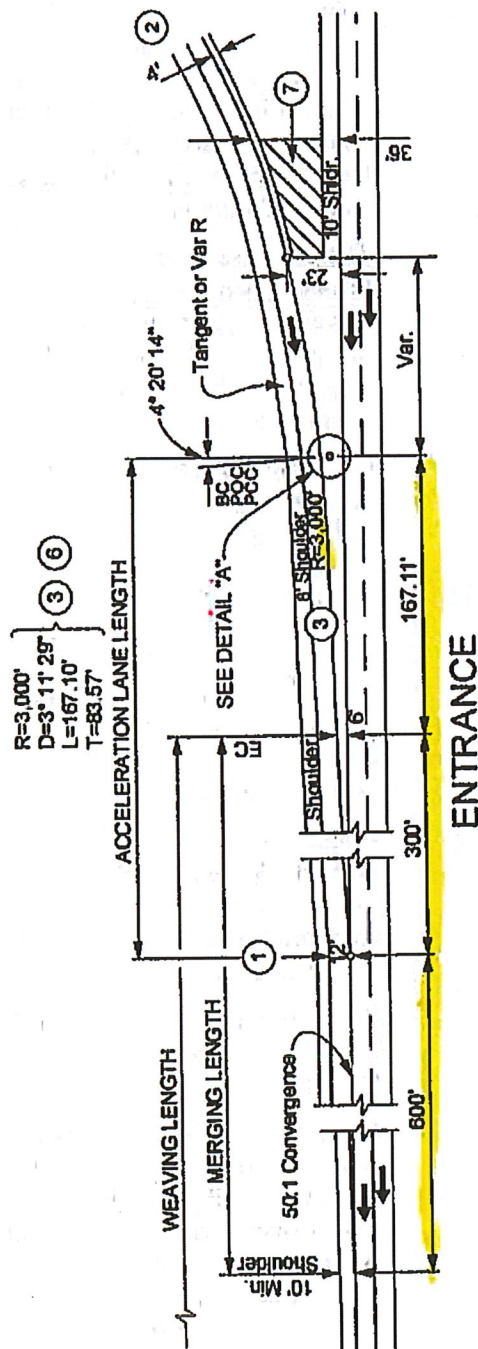 R=3,000'
D=3° 11' 29"
L=167.10'
T=83.57'
3 6
WEAVING LENGTH
ACCELERATION LANE LENGTH
MERGING LENGTH
4° 20' 14"
Tangent or Var R
2
4'
BC
POC
PCC
EC
SEE DETAIL "A"
1
50:1 Convergence
Shoulder
8' Shoulder
R=3,000'
3
7
10' Shldr.
36'
23'
6'
10' Min.
Shoulder
600'
300'
167.11'
Var.
ENTRANCE